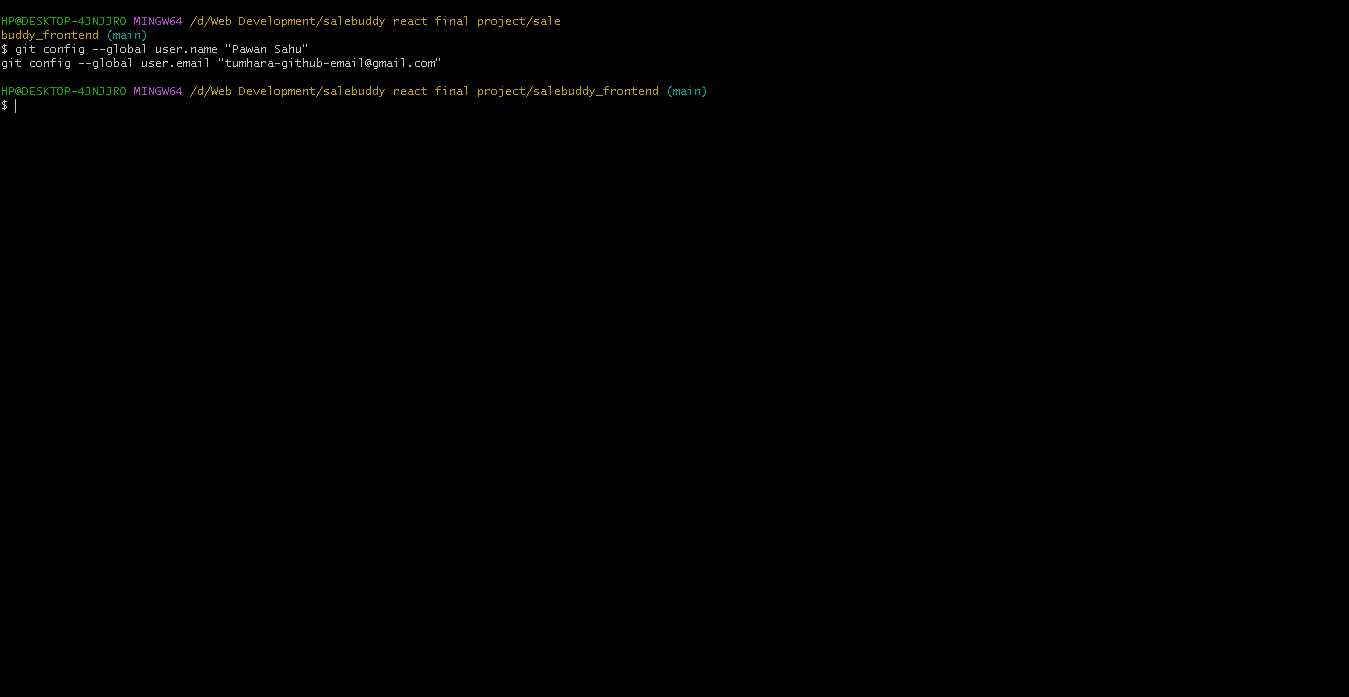 HP@DESKTOP-4JNJJRO MINGW64 /d/Web Development/salebuddy react final project/sale
buddy_frontend (main)
$ git config --global user.name "Pawan Sahu"
git config --global user.email "tumhara-github-email@gmail.com"
HP@DESKTOP-4JNJJRO MINGW64 /d/Web Development/salebuddy react final project/salebuddy_frontend (main)
$